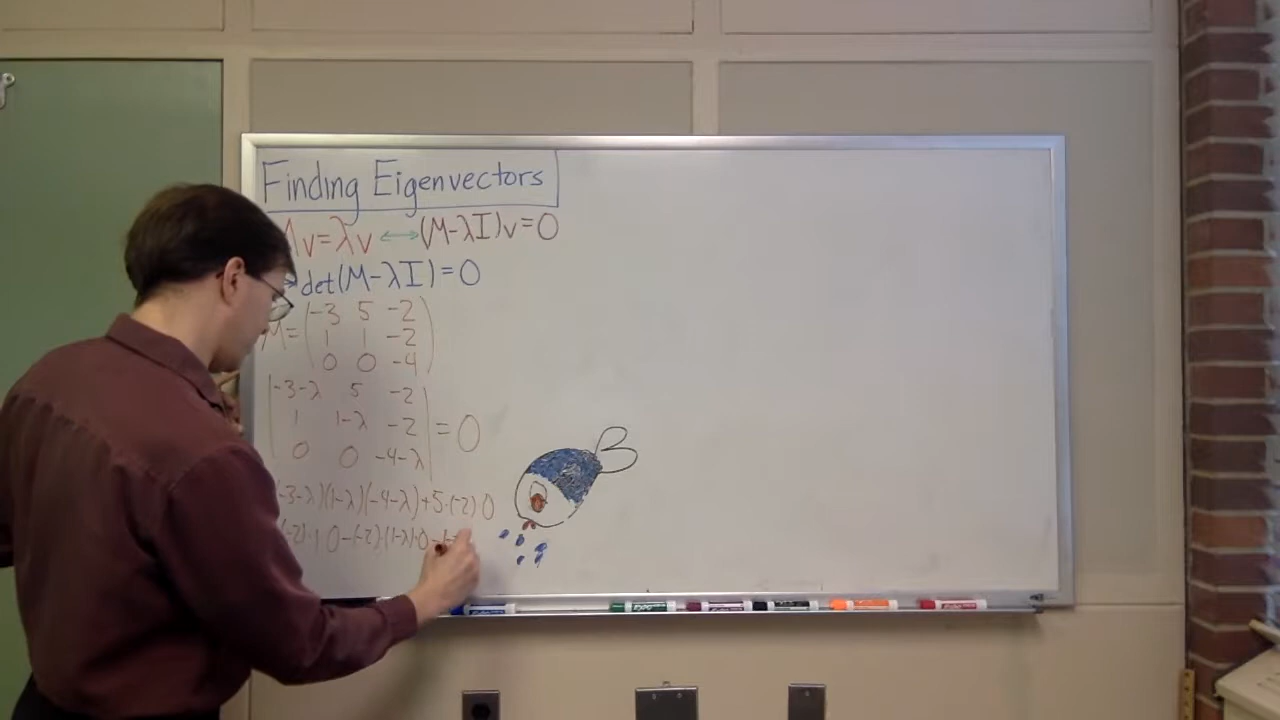 Finding Eigenvectors
Mv=λv ⟷ (M-λI)v=0
det(M-λI)=0
M= (-3 5 -2
1 1 -2
0 0 -4)
|-3-λ 5 -2
1 1-λ -2 =0
0 0 -4-λ|
(-3-λ)(1-λ)(-4-λ)+5·(-2)·0
(-2)·1·0-(-2)·(1-λ)·0-